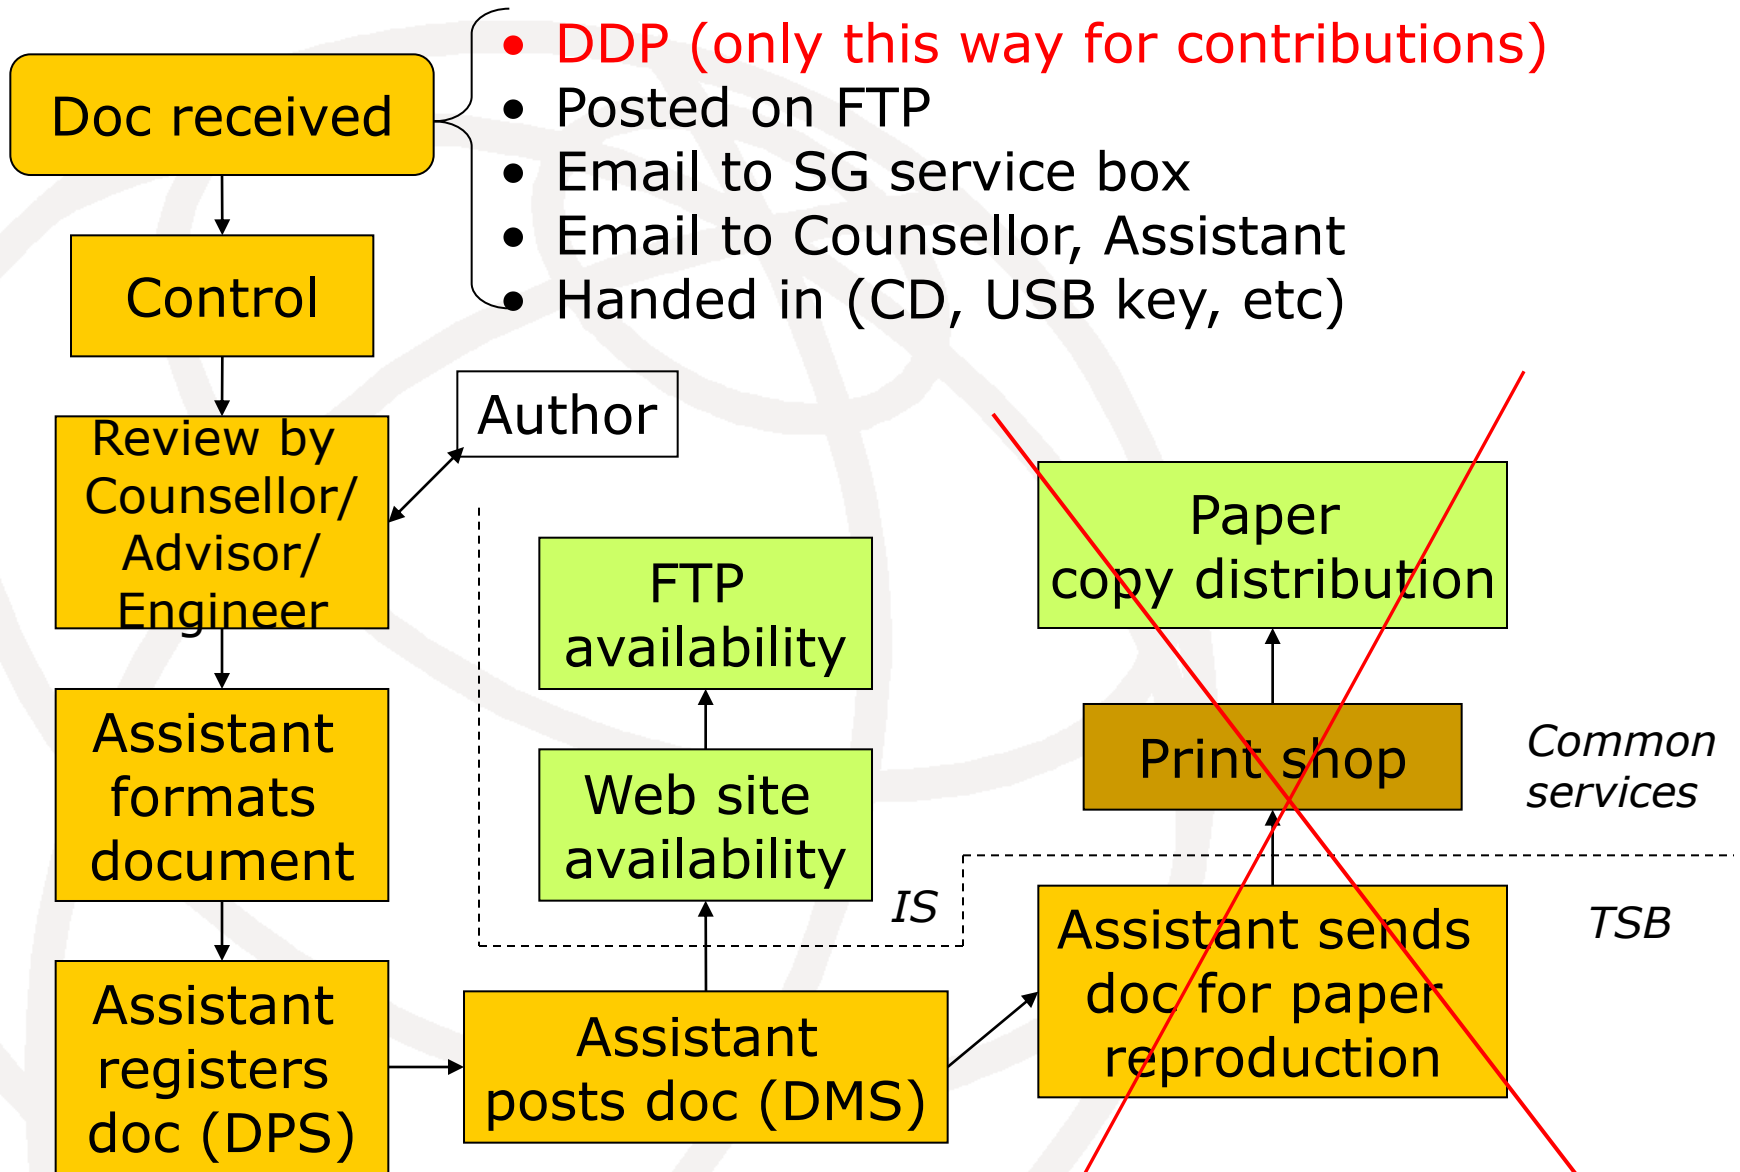 Doc received
• DDP (only this way for contributions)
• Posted on FTP
• Email to SG service box
• Email to Counsellor, Assistant
• Handed in (CD, USB key, etc)
Control
Review by
Counsellor/
Advisor/
Engineer
Author
Assistant
formats
document
Assistant
registers
doc (DPS)
Assistant
posts doc (DMS)
Web site
availability
FTP
availability
IS
Assistant sends
doc for paper
reproduction
Print shop
Paper
copy distribution
Common
services
TSB